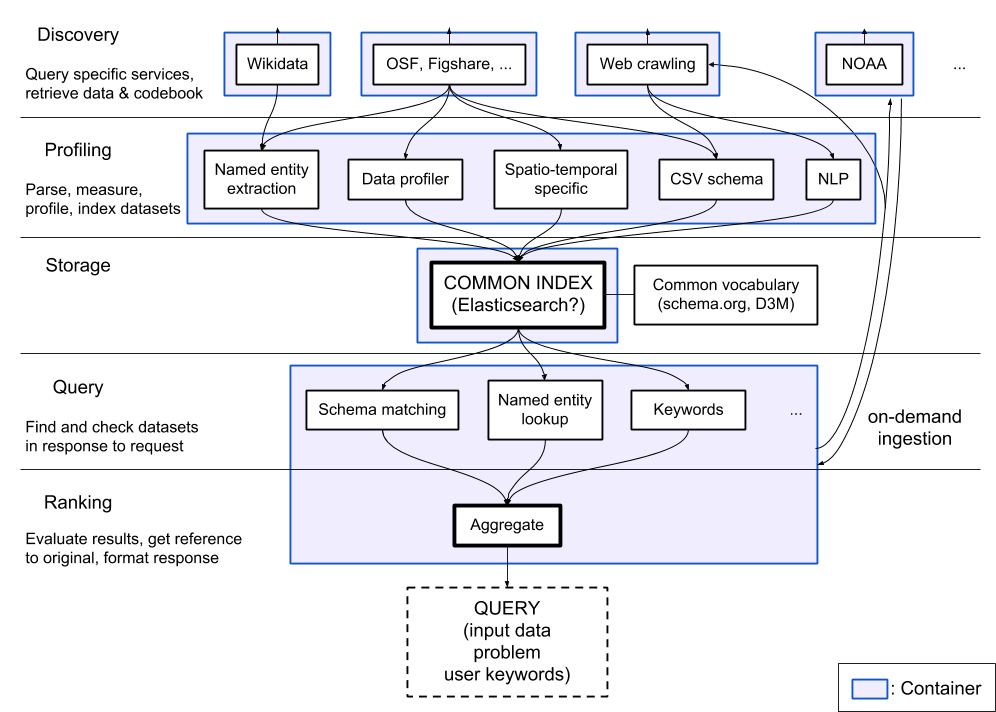 Discovery
Query specific services,
retrieve data & codebook
Wikidata
OSF, Figshare, ...
Web crawling
NOAA
...
Profiling
Parse, measure,
profile, index datasets
Named entity
extraction
Data profiler
Spatio-temporal
specific
CSV schema
NLP
Storage
COMMON INDEX
(Elasticsearch?)
Common vocabulary
(schema.org, D3M)
Query
Find and check datasets
in response to request
Schema matching
Named entity
lookup
Keywords
...
on-demand
ingestion
Ranking
Evaluate results, get reference
to original, format response
Aggregate
QUERY
(input data
problem
user keywords)
: Container